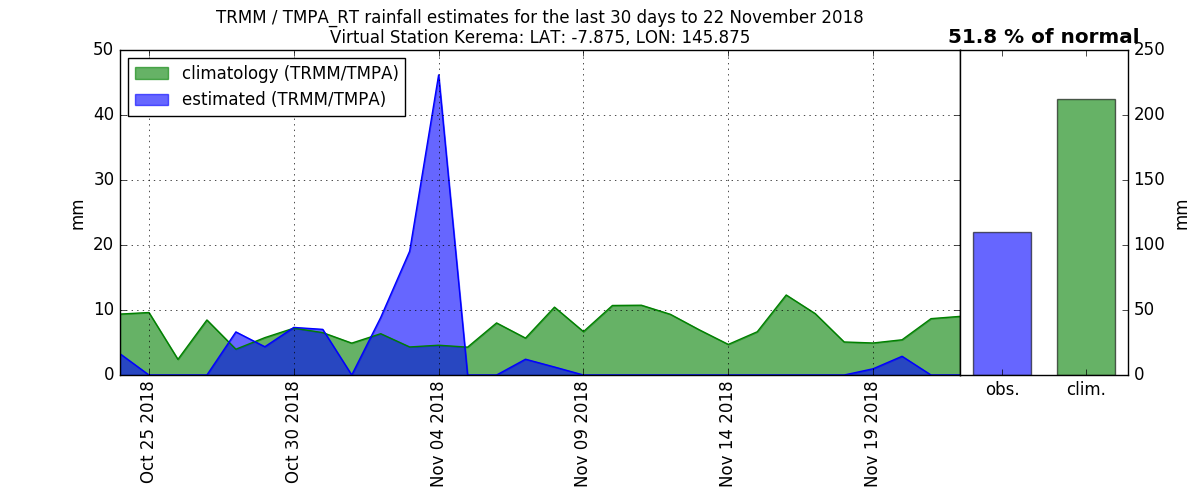 TRMM / TMPA_RT rainfall estimates for the last 30 days to 22 November 2018
Virtual Station Kerema: LAT: -7.875, LON: 145.875
51.8 % of normal
climatology (TRMM/TMPA)
estimated (TRMM/TMPA)
50
40
30
20
10
0
mm
Oct 25 2018
Oct 30 2018
Nov 04 2018
Nov 09 2018
Nov 14 2018
Nov 19 2018
obs.
clim.
250
200
150
100
50
0
mm